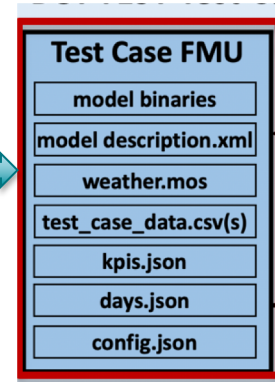 Test Case FMU
model binaries
model description.xml
weather.mos
test_case_data.csv(s)
kpis.json
days.json
config.json